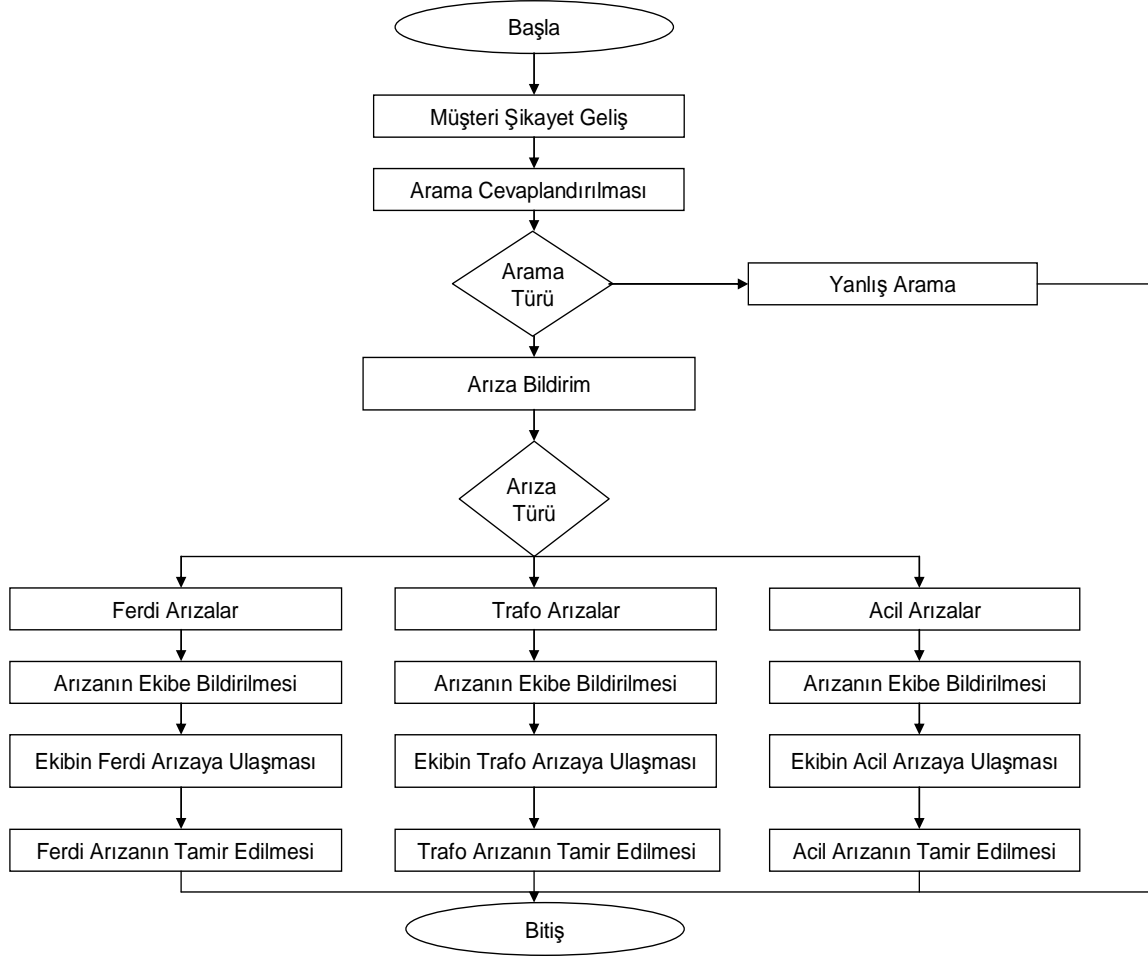 Başla
Müşteri Şikayet Geliş
Arama Cevaplandırılması
Arama
Türü
Yanlış Arama
Arıza Bildirim
Arıza
Türü
Ferdi Arızalar
Trafo Arızalar
Acil Arızalar
Arızanın Ekibe Bildirilmesi
Arızanın Ekibe Bildirilmesi
Arızanın Ekibe Bildirilmesi
Ekibin Ferdi Arızaya Ulaşması
Ekibin Trafo Arızaya Ulaşması
Ekibin Acil Arızaya Ulaşması
Ferdi Arızanın Tamir Edilmesi
Trafo Arızanın Tamir Edilmesi
Acil Arızanın Tamir Edilmesi
Bitiş